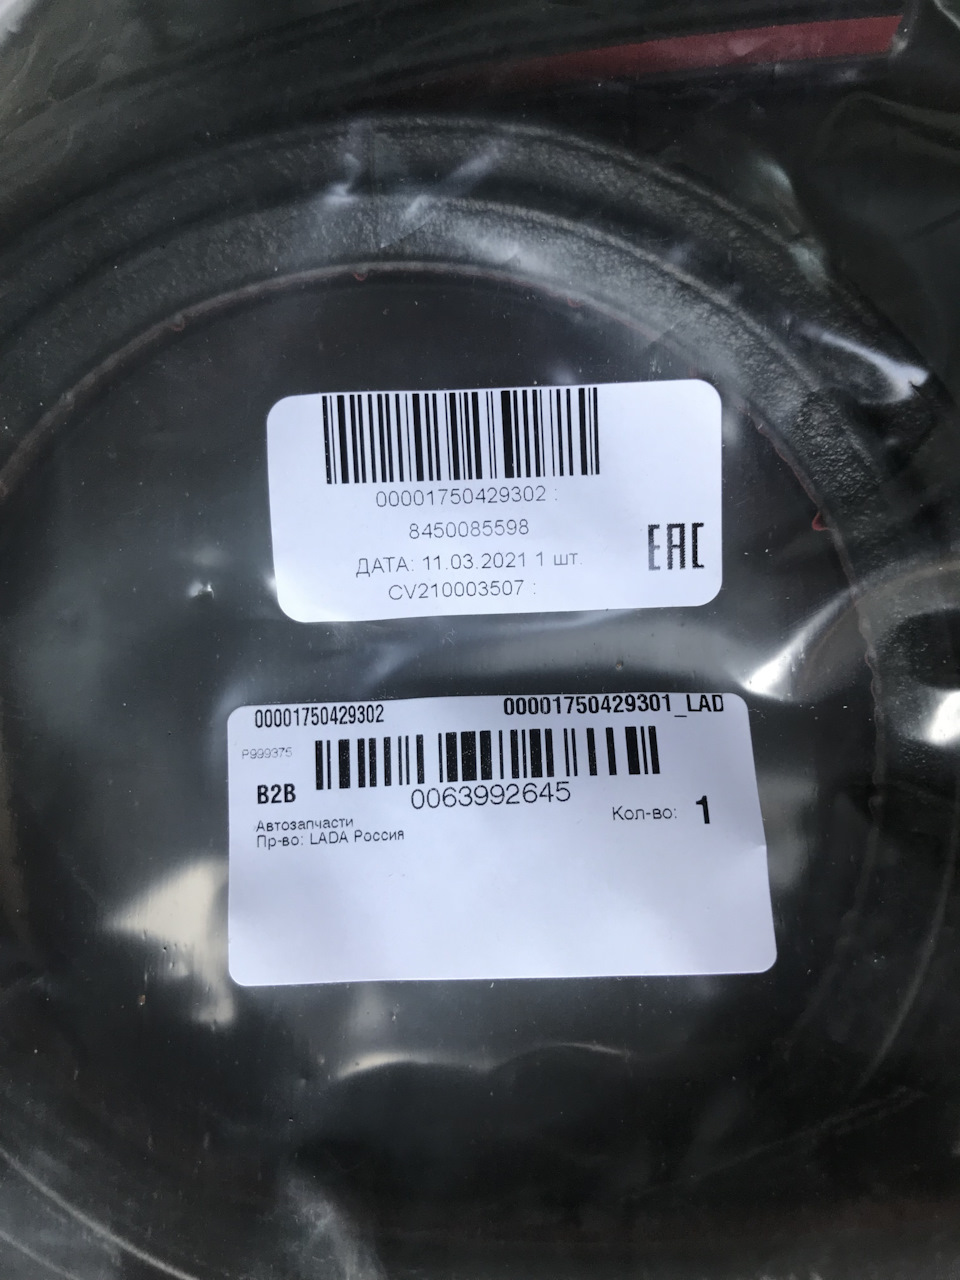 00001750429302 :
8450085598
ДАТА: 11.03.2021 1 шт.
CV210003507 :
EAC
00001750429302 00001750429301_LAD
P999375
B2B
0063992645
Автозапчасти
Кол-во: 1
Пр-во: LADA Россия